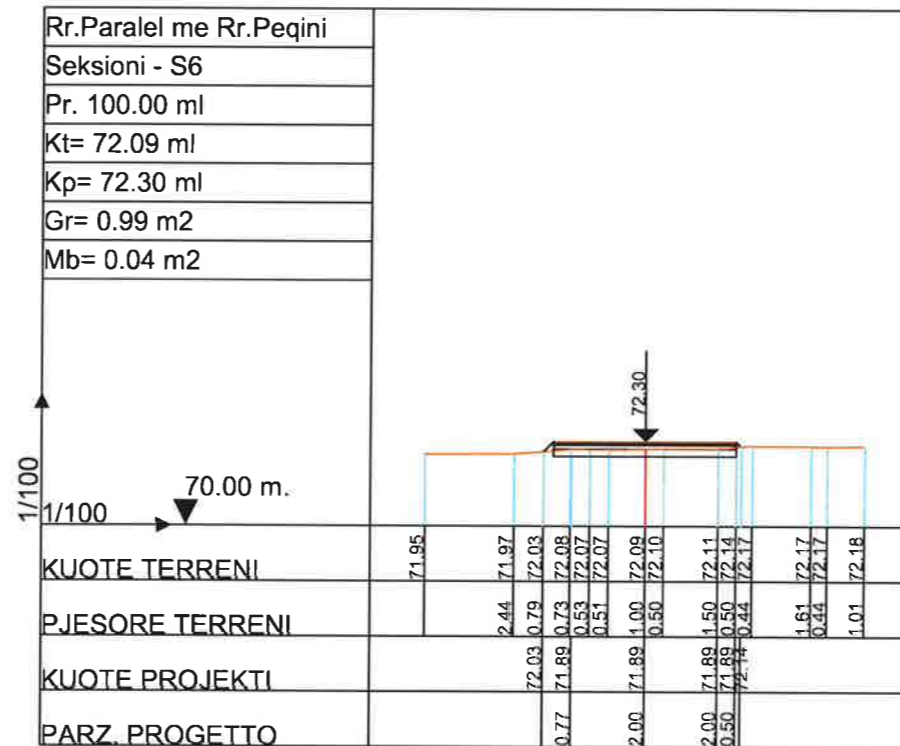 Rr.Paralel me Rr.Peqini
Seksioni - S6
Pr. 100.00 ml
Kt= 72.09 ml
Kp= 72.30 ml
Gr= 0.99 m2
Mb= 0.04 m2
72.30
1/100
70.00 m.
1/100
KUOTE TERRENI 71.95 71.97 72.03 72.08 72.07 72.07 72.09 72.10 72.11 72.14 72.17 72.17 72.17 72.18
PJESORE TERRENI 2.44 0.79 0.73 0.53 0.51 1.00 0.50 1.50 0.50 0.44 1.61 0.44 1.01
KUOTE PROJEKTI 72.03 71.89 71.89 71.89 71.89 72.14
PARZ. PROGETTO 0.77 2.00 2.00 0.50